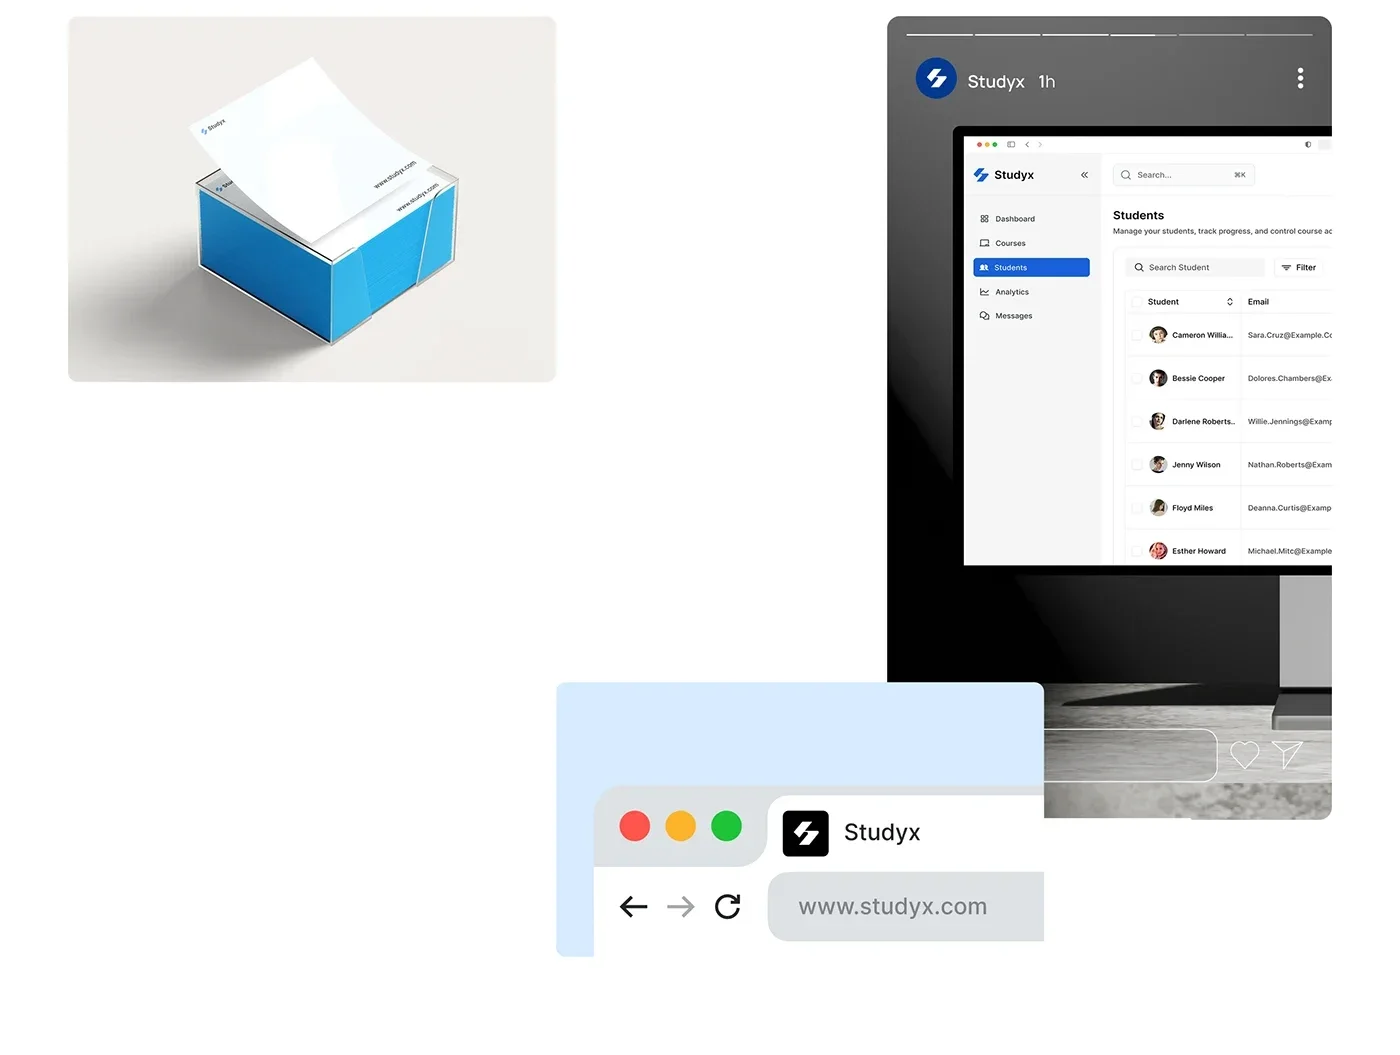 Studyx
www.studyx.com
www.studyx.com
Studyx 1h
Studyx
Search... ⌘K
Dashboard
Courses
Students
Analytics
Messages
Students
Manage your students, track progress, and control course ac
Search Student
Filter
Student Email
Cameron Willia... Sara.Cruz@Example.Co
Bessie Cooper Dolores.Chambers@Ex
Darlene Roberts.. Willie.Jennings@Examp
Jenny Wilson Nathan.Roberts@Exam
Floyd Miles Deanna.Curtis@Examp
Esther Howard Michael.Mitc@Example
Studyx
www.studyx.com